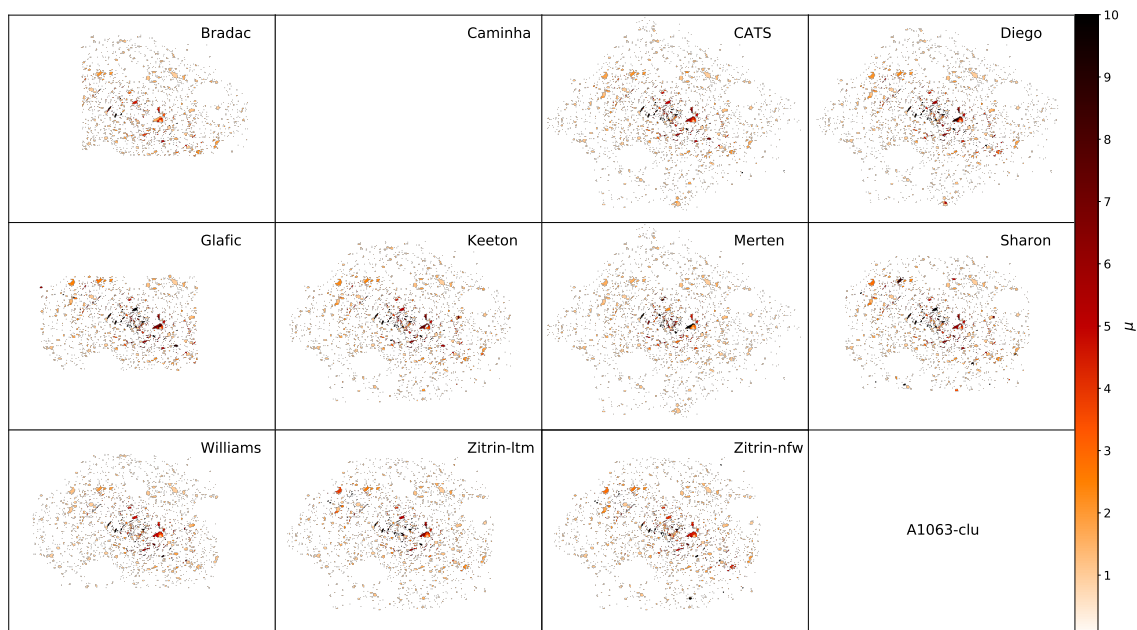 Bradac
Caminha
CATS
Diego
Glafic
Keeton
Merten
Sharon
Williams
Zitrin-ltm
Zitrin-nfw
A1063-clu
10
9
8
7
6
5
4
3
2
1
μ